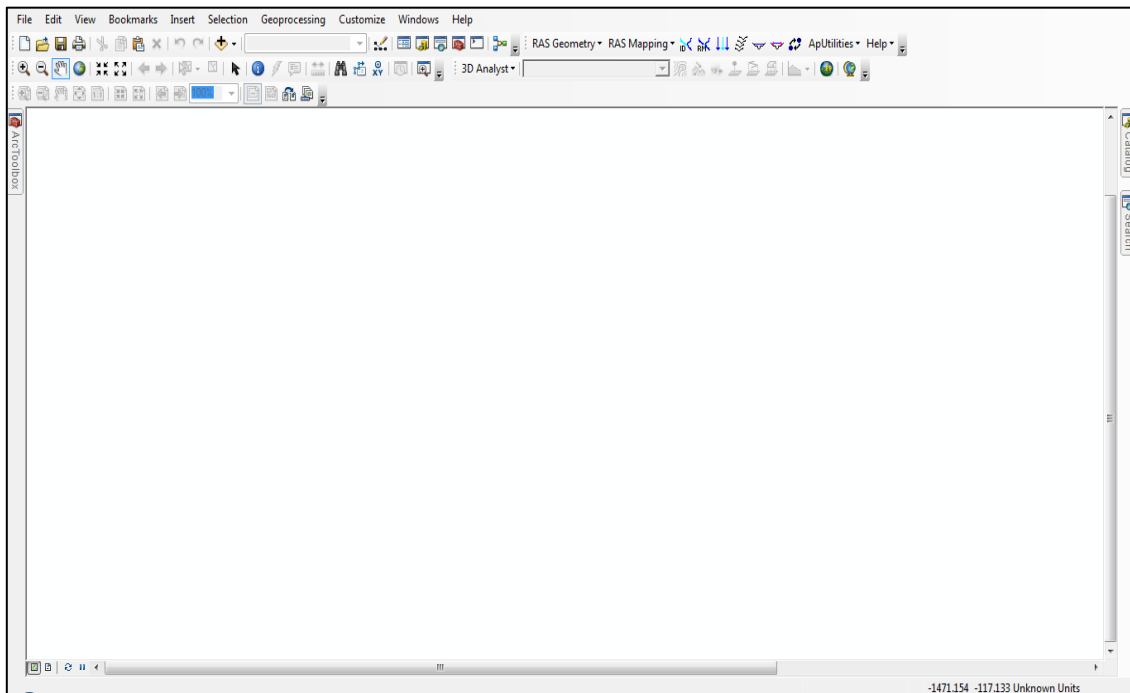 File Edit View Bookmarks Insert Selection Geoprocessing Customize Windows Help
RAS Geometry RAS Mapping ApUtilities Help
3D Analyst
100%
ArcToolbox
Catalog
Search
-1471.154 -117.133 Unknown Units